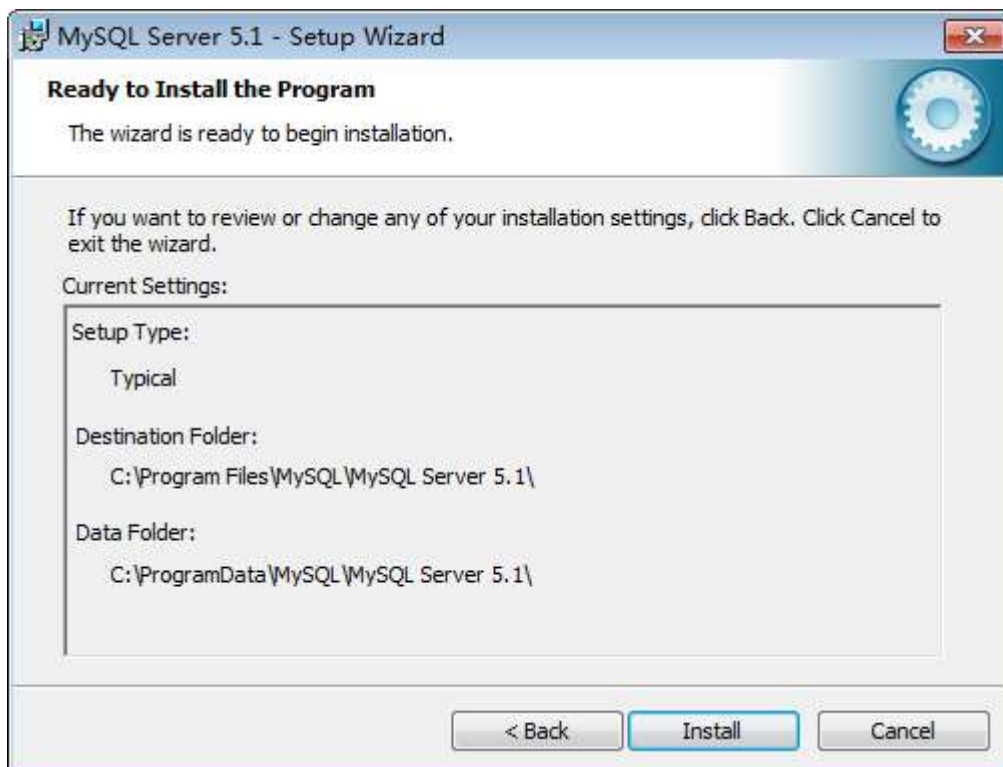 MySQL Server 5.1 - Setup Wizard
Ready to Install the Program
The wizard is ready to begin installation.
If you want to review or change any of your installation settings, click Back. Click Cancel to
exit the wizard.
Current Settings:
Setup Type:
Typical
Destination Folder:
C:\Program Files\MySQL\MySQL Server 5.1\
Data Folder:
C:\ProgramData\MySQL\MySQL Server 5.1\
< Back
Install
Cancel